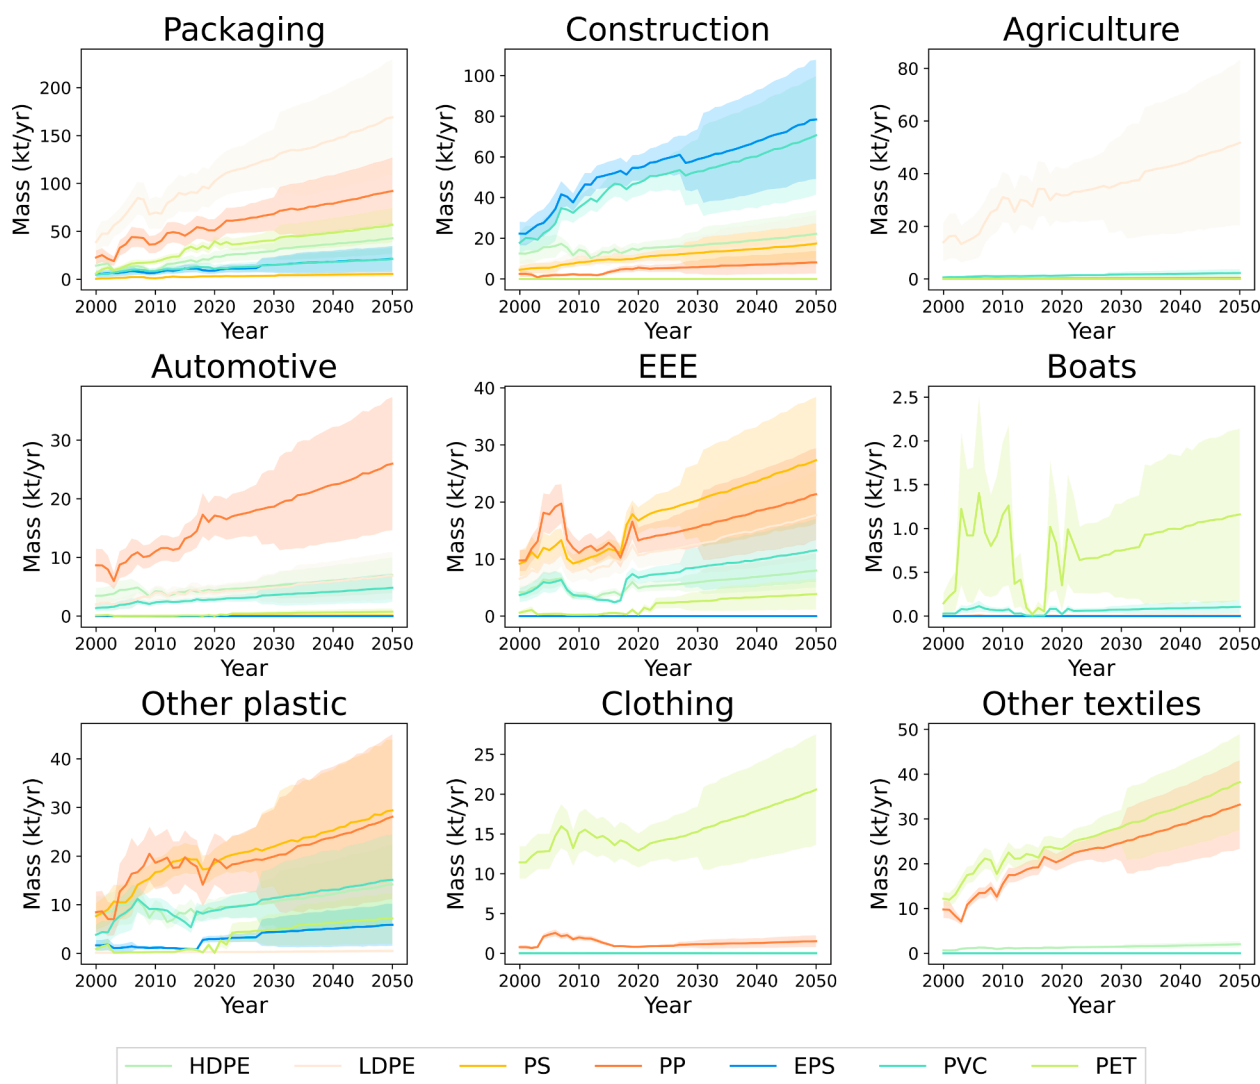 Packaging Construction Agriculture
Mass (kt/yr)
200
150
100
50
0
2000 2010 2020 2030 2040 2050
Year
Mass (kt/yr)
100
80
60
40
20
0
2000 2010 2020 2030 2040 2050
Year
Mass (kt/yr)
80
60
40
20
0
2000 2010 2020 2030 2040 2050
Year
Automotive EEE Boats
Mass (kt/yr)
30
20
10
0
2000 2010 2020 2030 2040 2050
Year
Mass (kt/yr)
40
30
20
10
0
2000 2010 2020 2030 2040 2050
Year
Mass (kt/yr)
2.5
2.0
1.5
1.0
0.5
0.0
2000 2010 2020 2030 2040 2050
Year
Other plastic Clothing Other textiles
Mass (kt/yr)
40
30
20
10
0
2000 2010 2020 2030 2040 2050
Year
Mass (kt/yr)
25
20
15
10
5
0
2000 2010 2020 2030 2040 2050
Year
Mass (kt/yr)
50
40
30
20
10
0
2000 2010 2020 2030 2040 2050
Year
HDPE LDPE PS PP EPS PVC PET